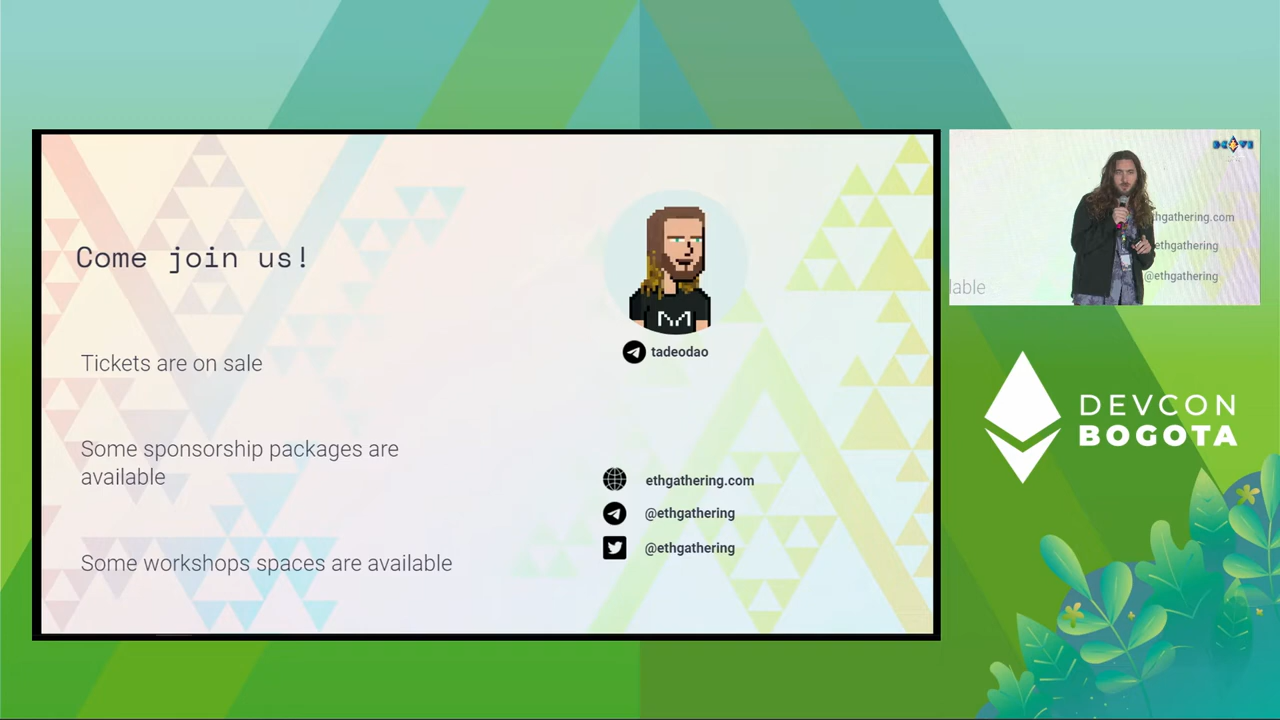 Come join us!
Tickets are on sale
Some sponsorship packages are
available
Some workshops spaces are available
tadeodao
ethgathering.com
@ethgathering
@ethgathering
hgathering.com
ethgathering
@ethgathering
lable
DEVCON
BOGOTA